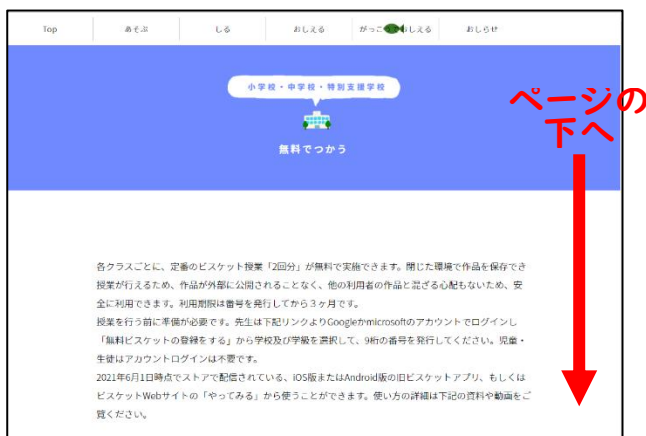 Top あそぶ しる おしえる がっこ おしえる おしらせ
小学校・中学校・特別支援学校
無料でつかう
ページの
下へ
各クラスごとに、定番のビスケット授業「2回分」が無料で実施できます。閉じた環境で作品を保存でき
授業が行えるため、作品が外部に公開されることなく、他の利用者の作品と混ざる心配もないため、安
全に利用できます。利用期限は番号を発行してから3ヶ月です。
授業を行う前に準備が必要です。先生は下記リンクよりGoogleかmicrosoftのアカウントでログインし
「無料ビスケットの登録をする」から学校及び学級を選択して、9桁の番号を発行してください。児童・
生徒はアカウントログインは不要です。
2021年6月1日時点でストアで配信されている、iOS版またはAndroid版の旧ビスケットアプリ、もしくは
ビスケットWebサイトの「やってみる」から使うことができます。使い方の詳細は下記の資料や動画をご
覧ください。